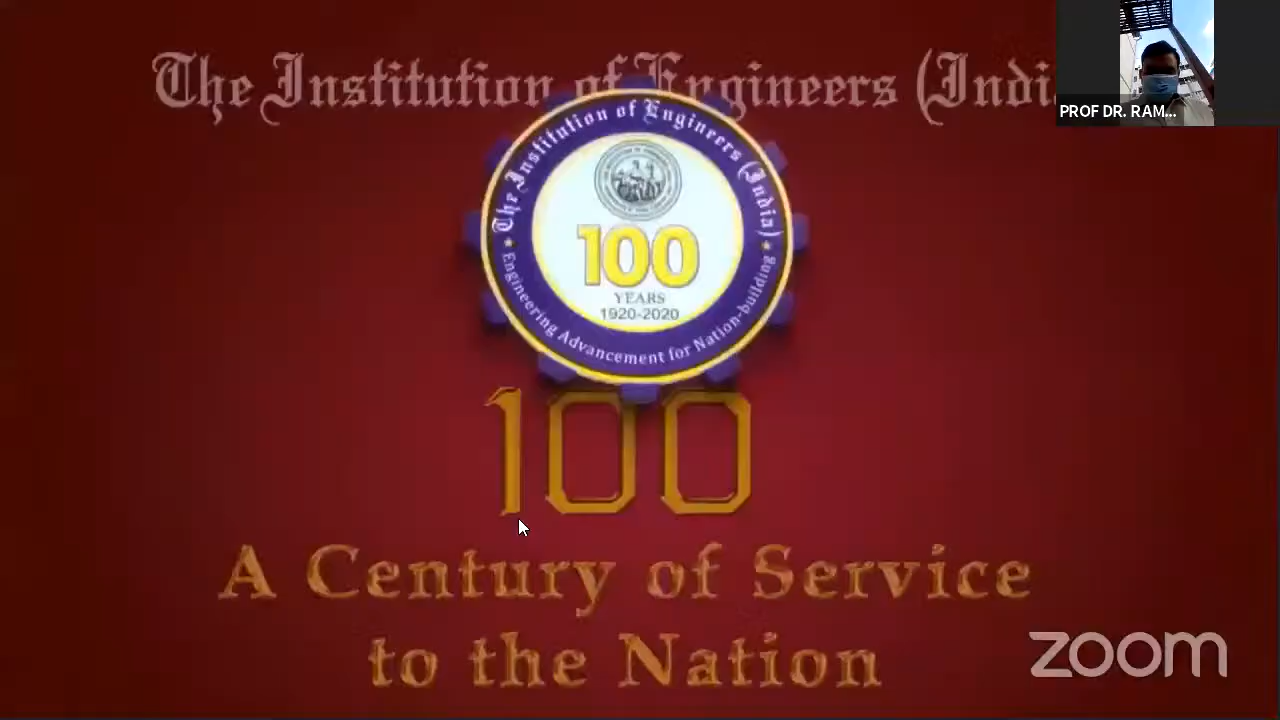 The Institution of Engineers (Indi
PROF DR. RAM...
The Institution of Engineers (India)
100
YEARS
1920-2020
Engineering Advancement for Nation-building
100
A Century of Service
to the Nation
zoom